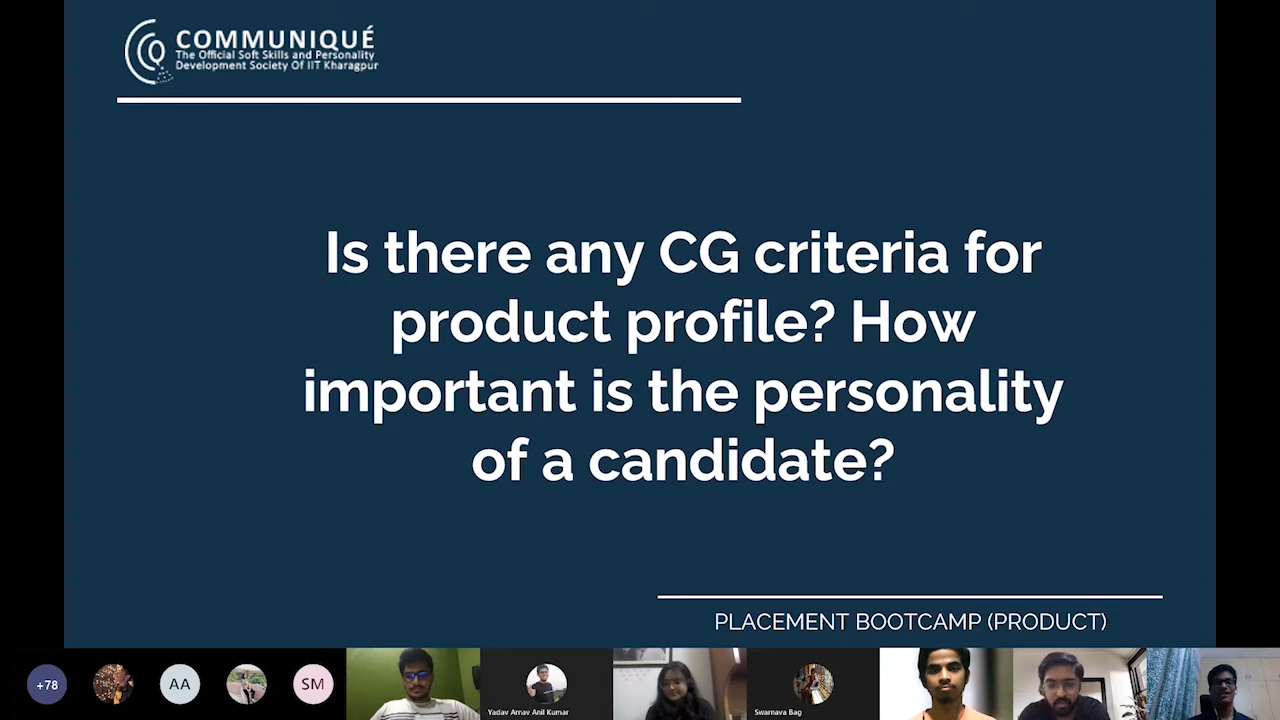 COMMUNIQUÉ
The Official Soft Skills and Personality
Development Society Of IIT Kharagpur
Is there any CG criteria for
product profile? How
important is the personality
of a candidate?
PLACEMENT BOOTCAMP (PRODUCT)
+78
AA
SM
Yadav Arnav Anil Kumar
Swarnava Bag